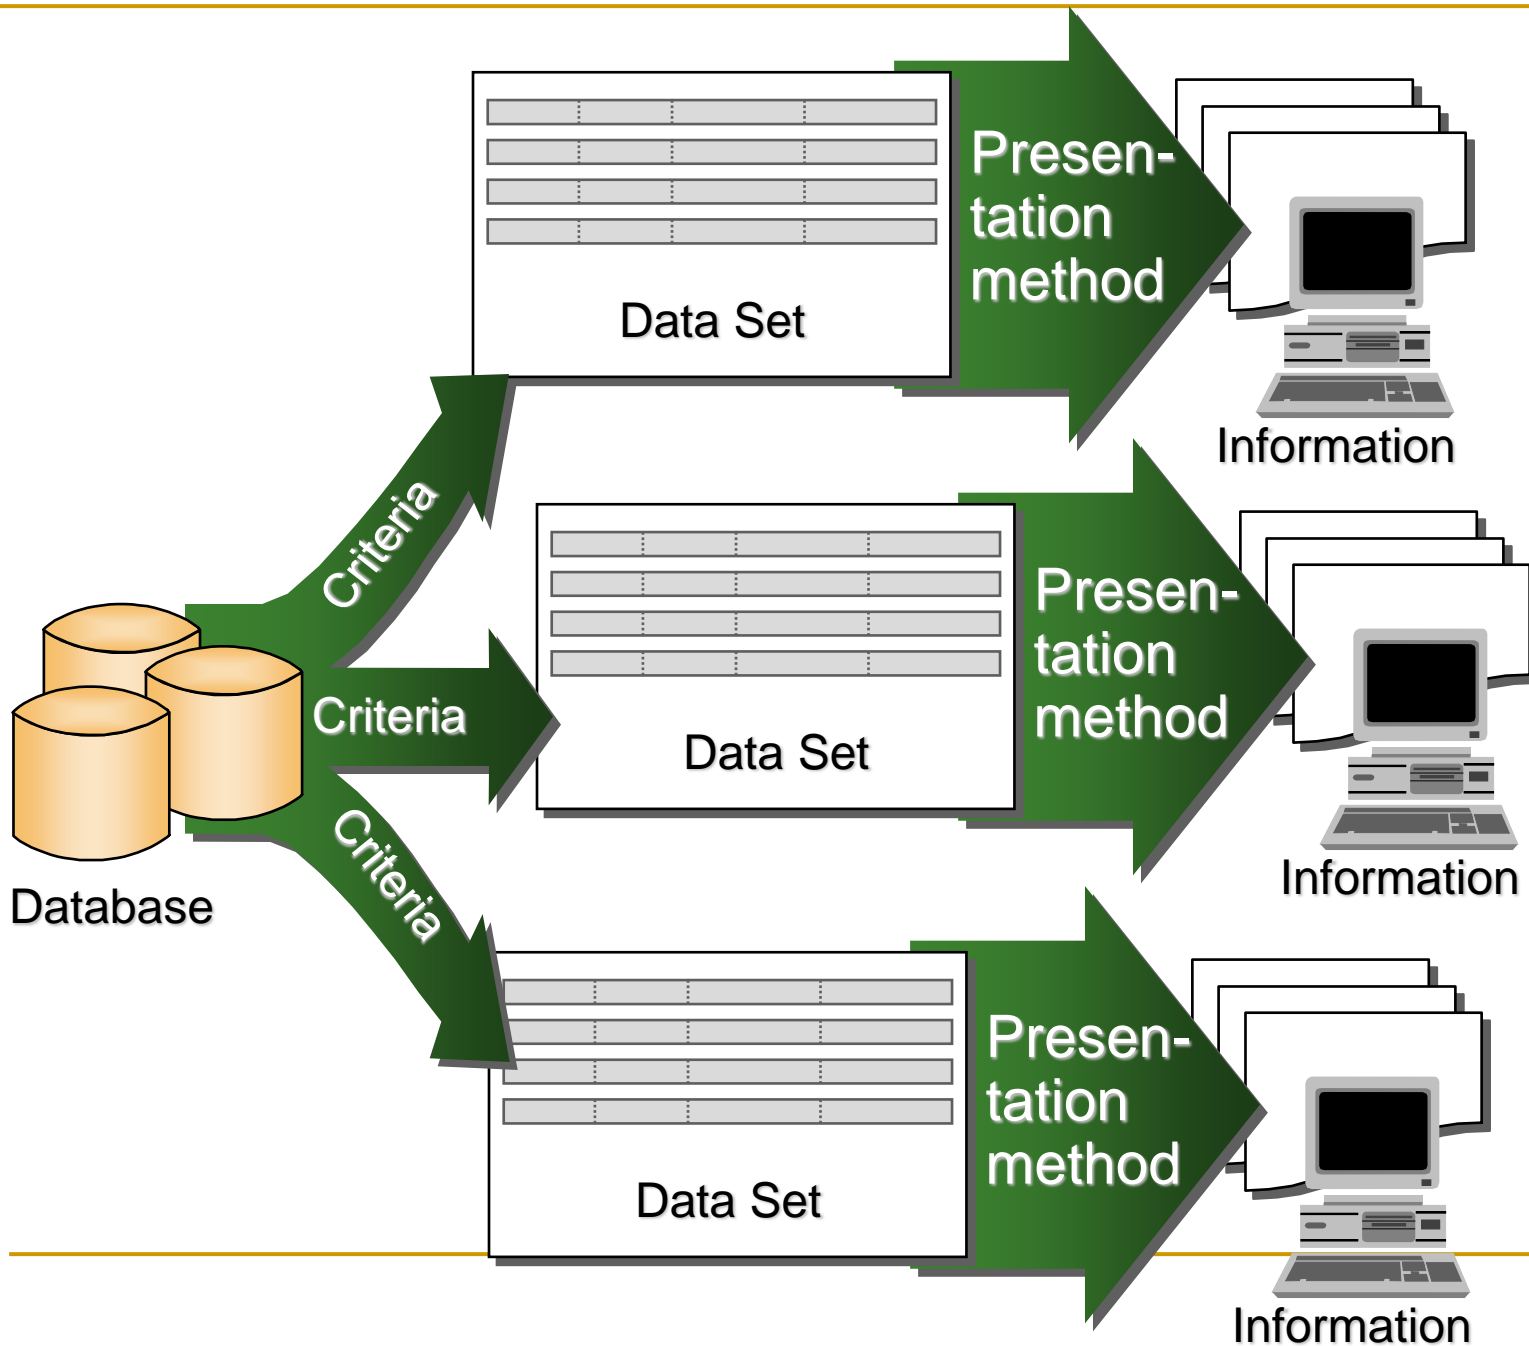 Presen-
tation
method
Data Set
Information
Criteria
Presen-
tation
method
Criteria
Data Set
Information
Criteria
Database
Presen-
tation
method
Data Set
Information